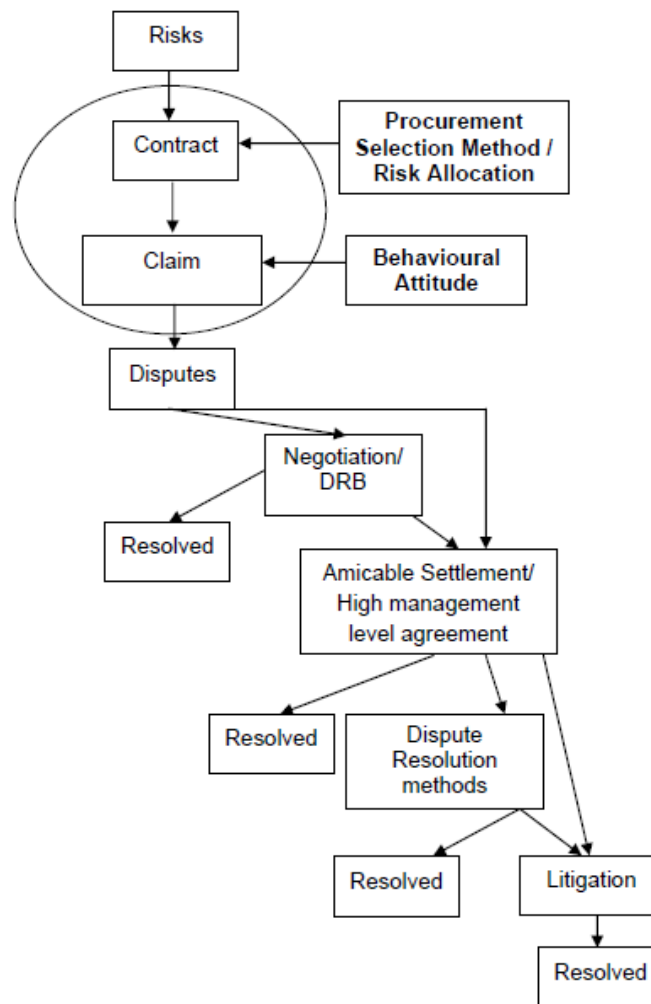 Risks
Contract
Procurement
Selection Method /
Risk Allocation
Claim
Behavioural
Attitude
Disputes
Negotiation/
DRB
Resolved
Amicable Settlement/
High management
level agreement
Resolved
Dispute
Resolution
methods
Resolved
Litigation
Resolved